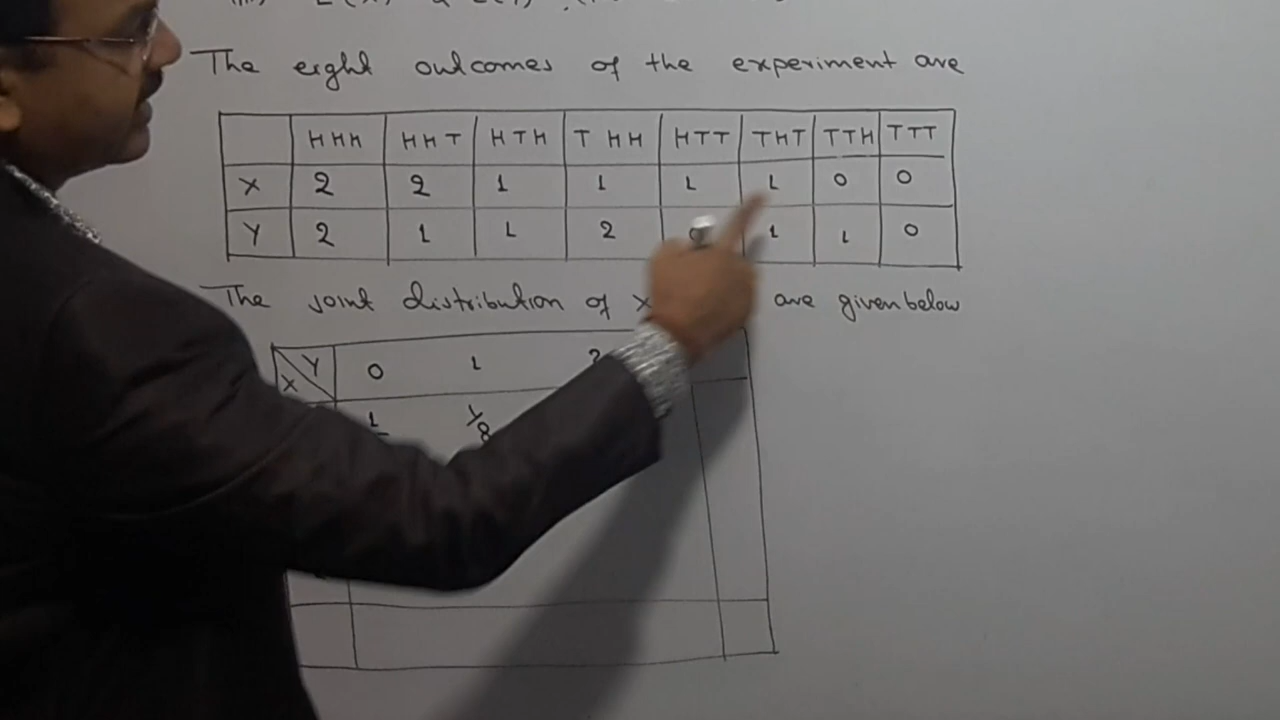 The eight outcomes of the experiment are
HHH HHT HTH THH HTT THT TTH TTT
X 2 2 1 1 1 1 0 0
Y 2 1 1 2 1 1 0
The Joint distribution of X are given below
Y 0 1 2
X
1 1/8